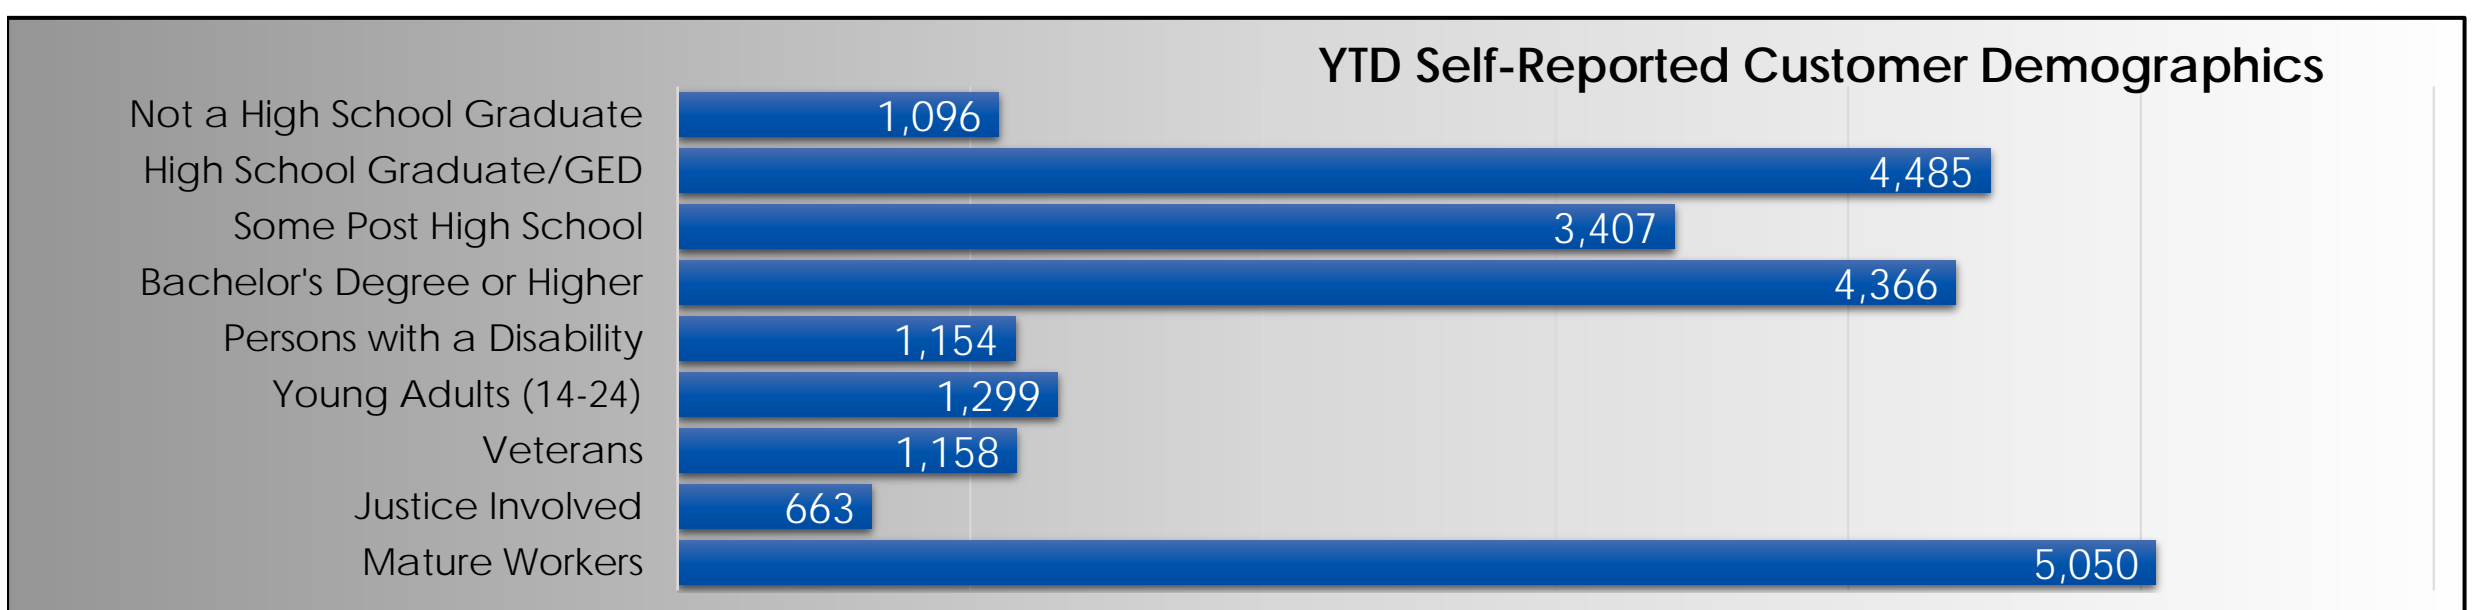 YTD Self-Reported Customer Demographics
Not a High School Graduate 1,096
High School Graduate/GED 4,485
Some Post High School 3,407
Bachelor's Degree or Higher 4,366
Persons with a Disability 1,154
Young Adults (14-24) 1,299
Veterans 1,158
Justice Involved 663
Mature Workers 5,050